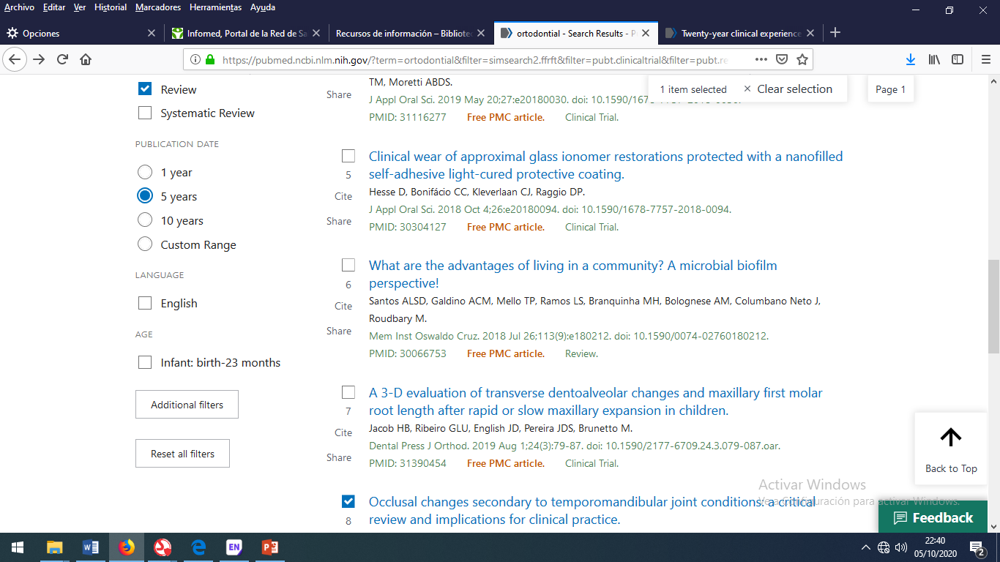 Archivo Editar Ver Historial Marcadores Herramientas Ayuda
Opciones
Infomed, Portal de la Red de Sa
Recursos de información – Bibliote
ortodontial - Search Results - P
Twenty-year clinical experience
https://pubmed.ncbi.nlm.nih.gov/?term=ortodontial&filter=simsearch2.ffrft&filter=pubt.clinicaltrial&filter=pubt.re
Review
Systematic Review
PUBLICATION DATE
1 year
5 years
10 years
Custom Range
LANGUAGE
English
AGE
Infant: birth-23 months
Additional filters
Reset all filters
1 item selected × Clear selection
Page 1
Share
TM, Moretti ABDS.
J Appl Oral Sci. 2019 May 20;27:e20180030. doi:
PMID: 31116277 Free PMC article. Clinical Trial.
5
Cite
Share
Clinical wear of approximal glass ionomer restorations protected with a nanofilled
self-adhesive light-cured protective coating.
Hesse D, Bonifácio CC, Kleverlaan CJ, Raggio DP.
J Appl Oral Sci. 2018 Oct 4;26:e20180094. doi: 10.1590/1678-7757-2018-0094.
PMID: 30304127 Free PMC article. Clinical Trial.
6
Cite
Share
What are the advantages of living in a community? A microbial biofilm
perspective!
Santos ALSD, Galdino ACM, Mello TP, Ramos LS, Branquinha MH, Bolognese AM, Columbano Neto J,
Roudbary M.
Mem Inst Oswaldo Cruz. 2018 Jul 26;113(9):e180212. doi: 10.1590/0074-02760180212.
PMID: 30066753 Free PMC article. Review.
7
Cite
Share
A 3-D evaluation of transverse dentoalveolar changes and maxillary first molar
root length after rapid or slow maxillary expansion in children.
Jacob HB, Ribeiro GLU, English JD, Pereira JDS, Brunetto M.
Dental Press J Orthod. 2019 Aug 1;24(3):79-87. doi: 10.1590/2177-6709.24.3.079-087.oar.
PMID: 31390454 Free PMC article. Clinical Trial.
8
Occlusal changes secondary to temporomandibular joint conditions: a critical
review and implications for clinical practice.
Back to Top
Activar Windows
Ve a Configuración para activar Windows.
Feedback
EN
22:40
05/10/2020
2